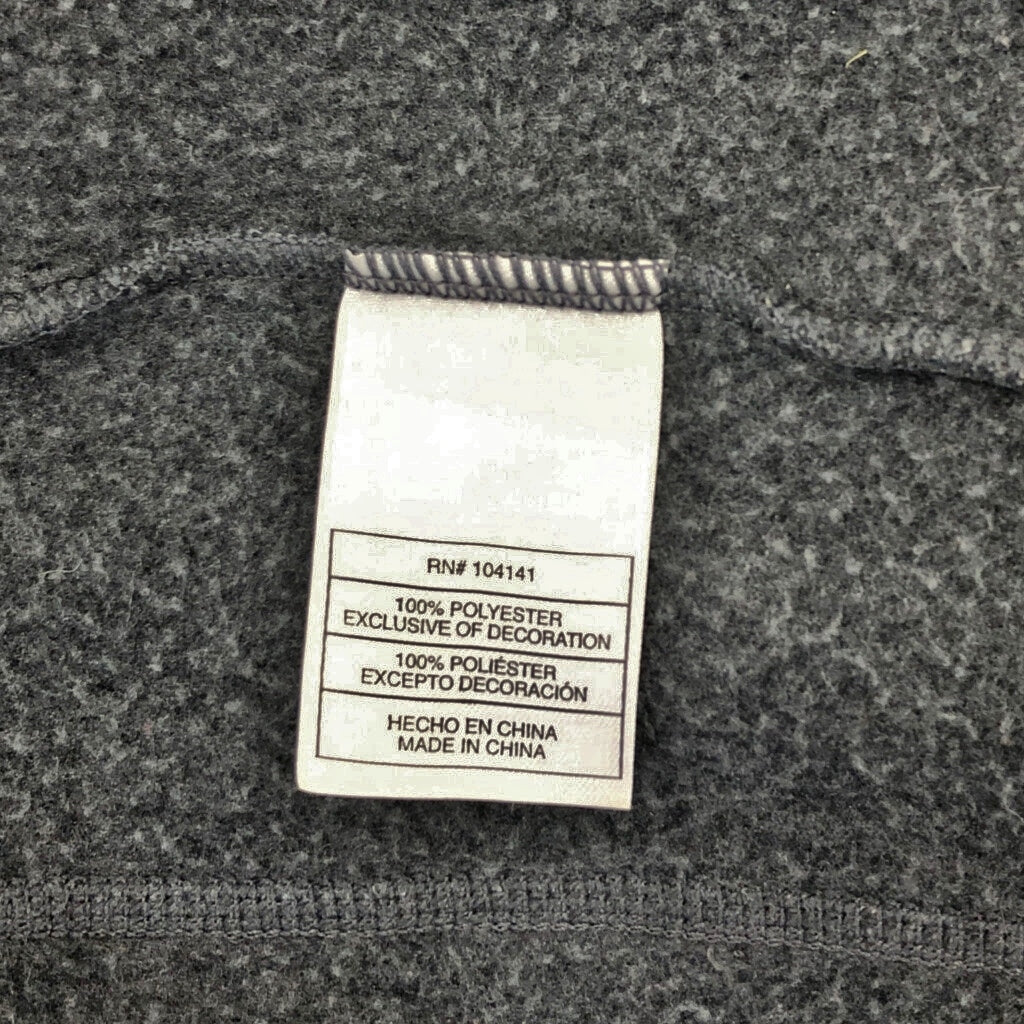 RN# 104141
100% POLYESTER
EXCLUSIVE OF DECORATION
100% POLIÉSTER
EXCEPTO DECORACIÓN
HECHO EN CHINA
MADE IN CHINA